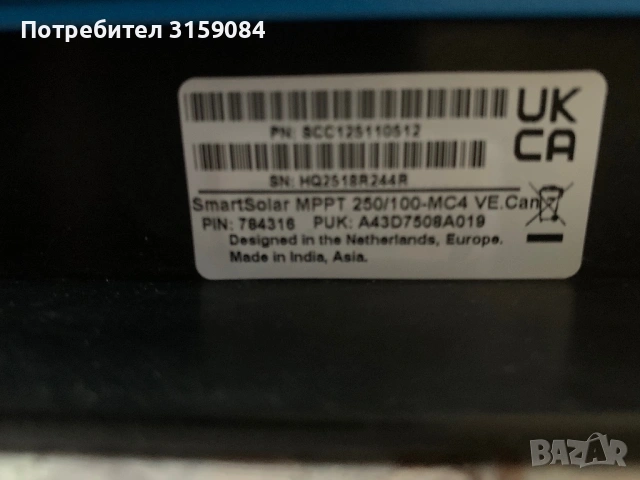 Потребител 3159084
UK
CA
PN: SCC125110512
SN: HQ2518R244R
SmartSolar MPPT 250/100-MC4 VE.Can
PIN: 784316 PUK: A43D7508A019
Designed in the Netherlands, Europe.
Made in India, Asia.
BAZAR